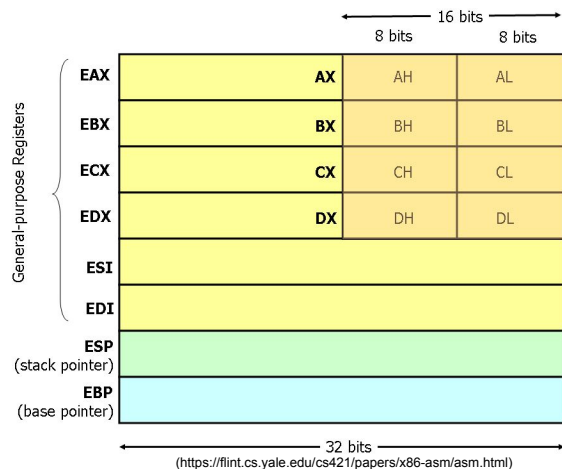 16 bits
8 bits 8 bits
EAX AX AH AL
EBX BX BH BL
ECX CX CH CL
EDX DX DH DL
General-purpose Registers
ESI
EDI
ESP
(stack pointer)
EBP
(base pointer)
32 bits
(https://flint.cs.yale.edu/cs421/papers/x86-asm/asm.html)